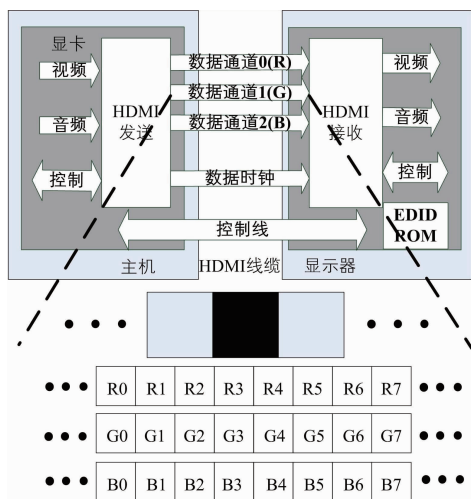 显卡
视频
音频
控制
HDMI
发送
数据通道0(R)
数据通道1(G)
数据通道2(B)
数据时钟
控制线
HDMI
接收
视频
音频
控制
EDID
ROM
主机
HDMI线缆
显示器
R0 R1 R2 R3 R4 R5 R6 R7
G0 G1 G2 G3 G4 G5 G6 G7
B0 B1 B2 B3 B4 B5 B6 B7